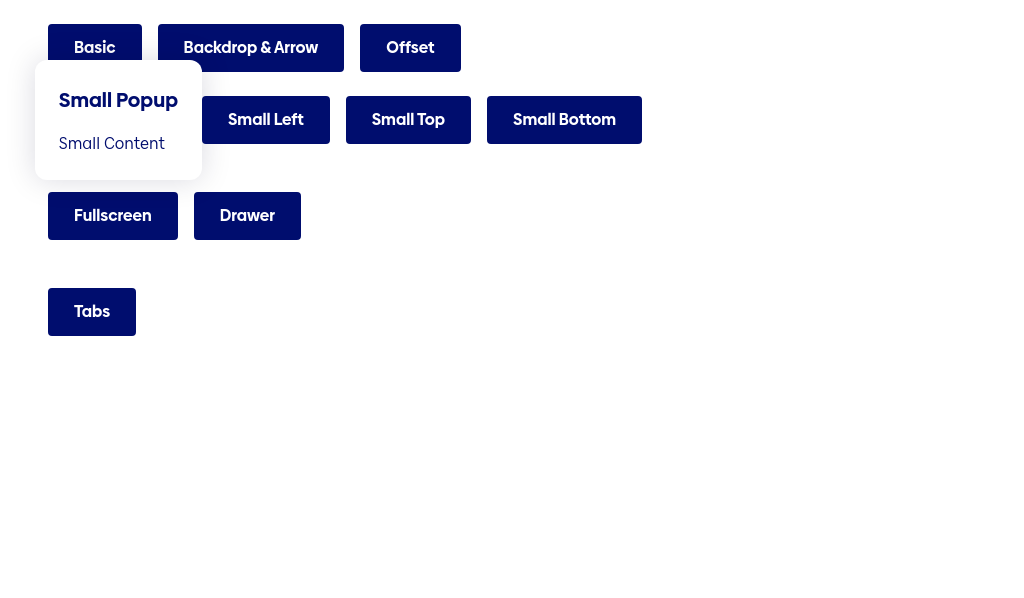 Basic
Backdrop & Arrow
Offset
Small Popup
Small Content
Small Left
Small Top
Small Bottom
Fullscreen
Drawer
Tabs